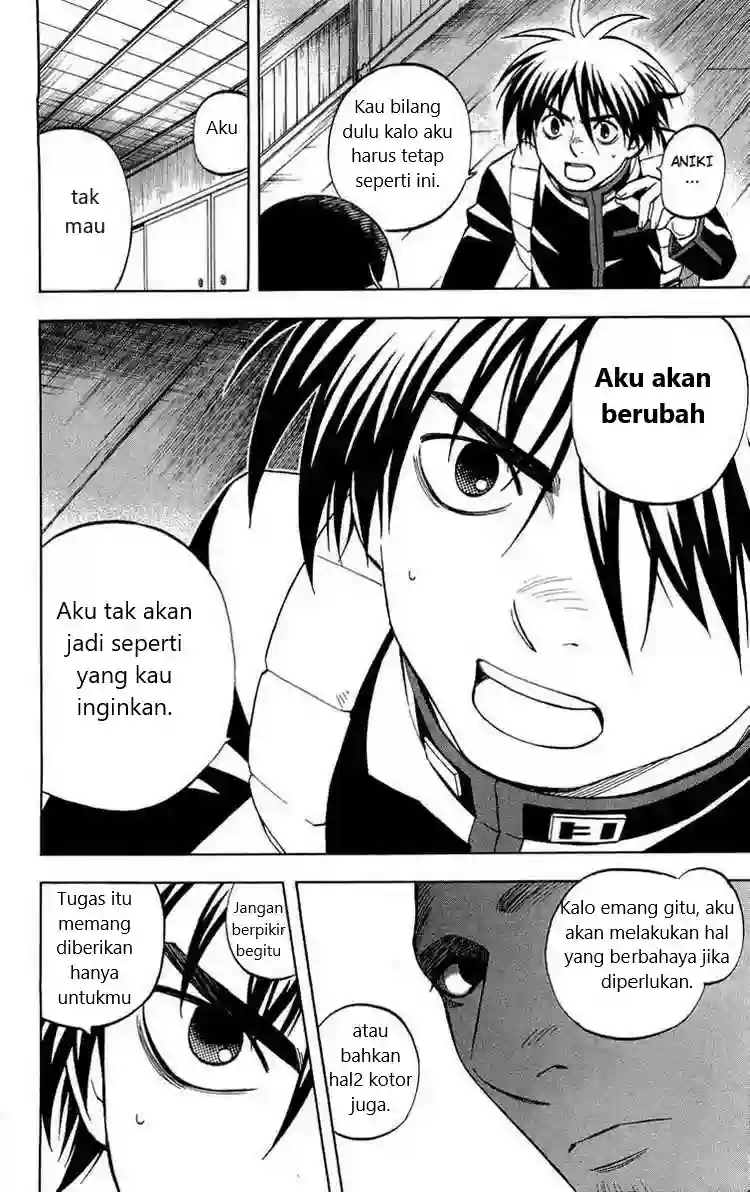 ANIKI
...
Kau bilang
dulu kalo aku
harus tetap
seperti ini.
Aku
tak
mau
Aku akan
berubah
Aku tak akan
jadi seperti
yang kau
inginkan.
Kalo emang gitu, aku
akan melakukan hal
yang berbahaya jika
diperlukan.
atau
bahkan
hal2 kotor
juga.
Jangan
berpikir
begitu
Tugas itu
memang
diberikan
hanya
untukmu